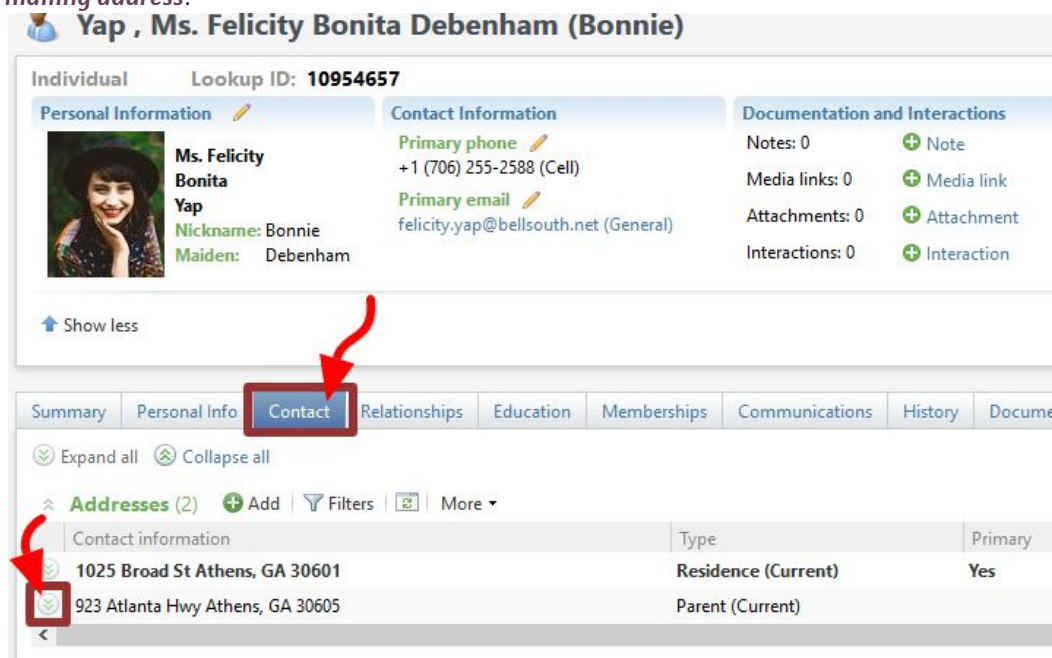 mailing address.
Yap , Ms. Felicity Bonita Debenham (Bonnie)
Individual Lookup ID: 10954657
Personal Information Contact Information Documentation and Interactions
Ms. Felicity
Bonita
Yap
Nickname: Bonnie
Maiden: Debenham
Primary phone
+1 (706) 255-2588 (Cell)
Primary email
felicity.yap@bellsouth.net (General)
Notes: 0 Note
Media links: 0 Media link
Attachments: 0 Attachment
Interactions: 0 Interaction
Show less
Summary Personal Info Contact Relationships Education Memberships Communications History Docume
Expand all Collapse all
Addresses (2) Add Filters More
Contact information Type Primary
1025 Broad St Athens, GA 30601 Residence (Current) Yes
923 Atlanta Hwy Athens, GA 30605 Parent (Current)